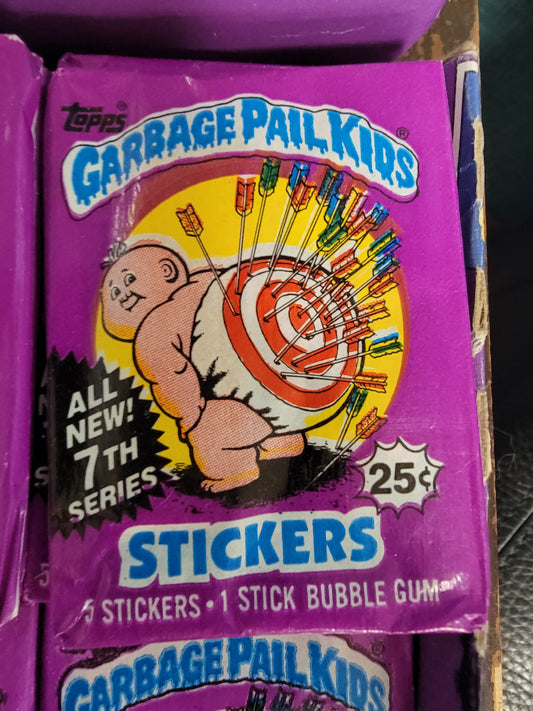 Topps®
GARBAGE PAIL KIDS®
ALL
NEW!
7TH
SERIES
25¢
STICKERS
5 STICKERS • 1 STICK BUBBLE GUM
GARBAGE PAIL KIDS